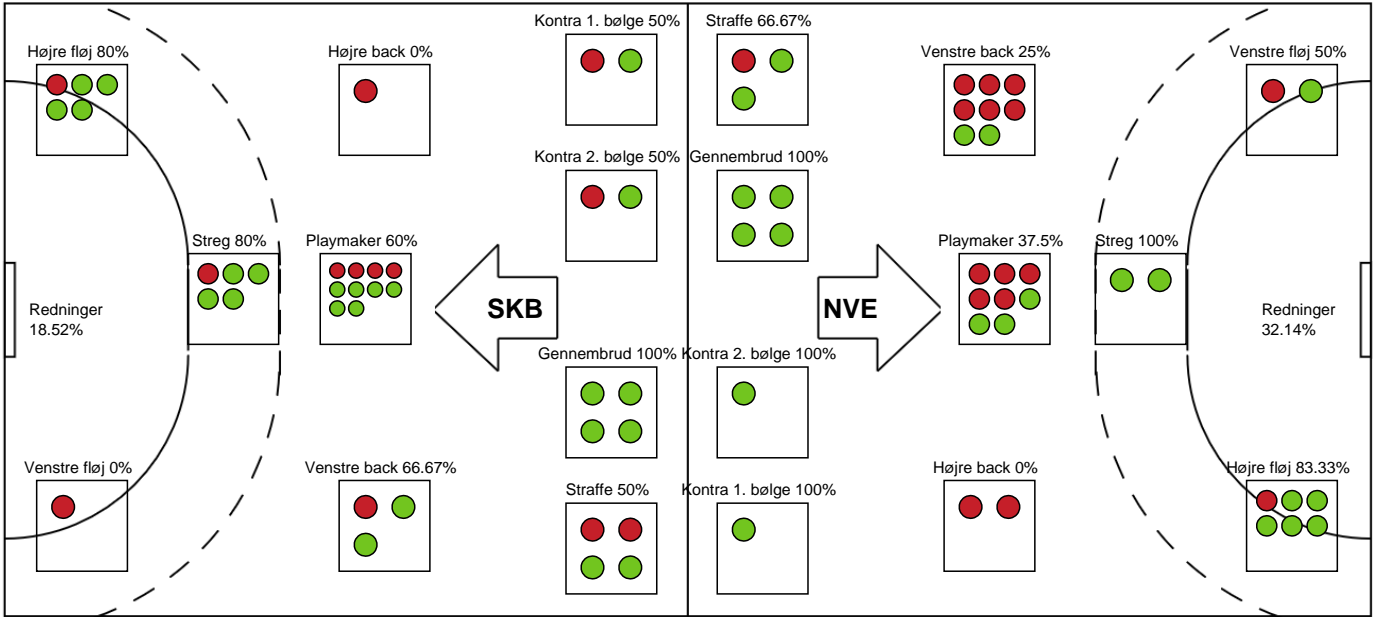 Kontra 1. bølge 50%
Straffe 66.67%
Højre fløj 80%
Højre back 0%
Venstre back 25%
Venstre fløj 50%
Kontra 2. bølge 50%
Gennembrud 100%
Streg 80%
Playmaker 60%
Playmaker 37.5%
Streg 100%
Redninger
18.52%
SKB
NVE
Redninger
32.14%
Gennembrud 100%
Kontra 2. bølge 100%
Venstre fløj 0%
Venstre back 66.67%
Straffe 50%
Kontra 1. bølge 100%
Højre back 0%
Højre fløj 83.33%